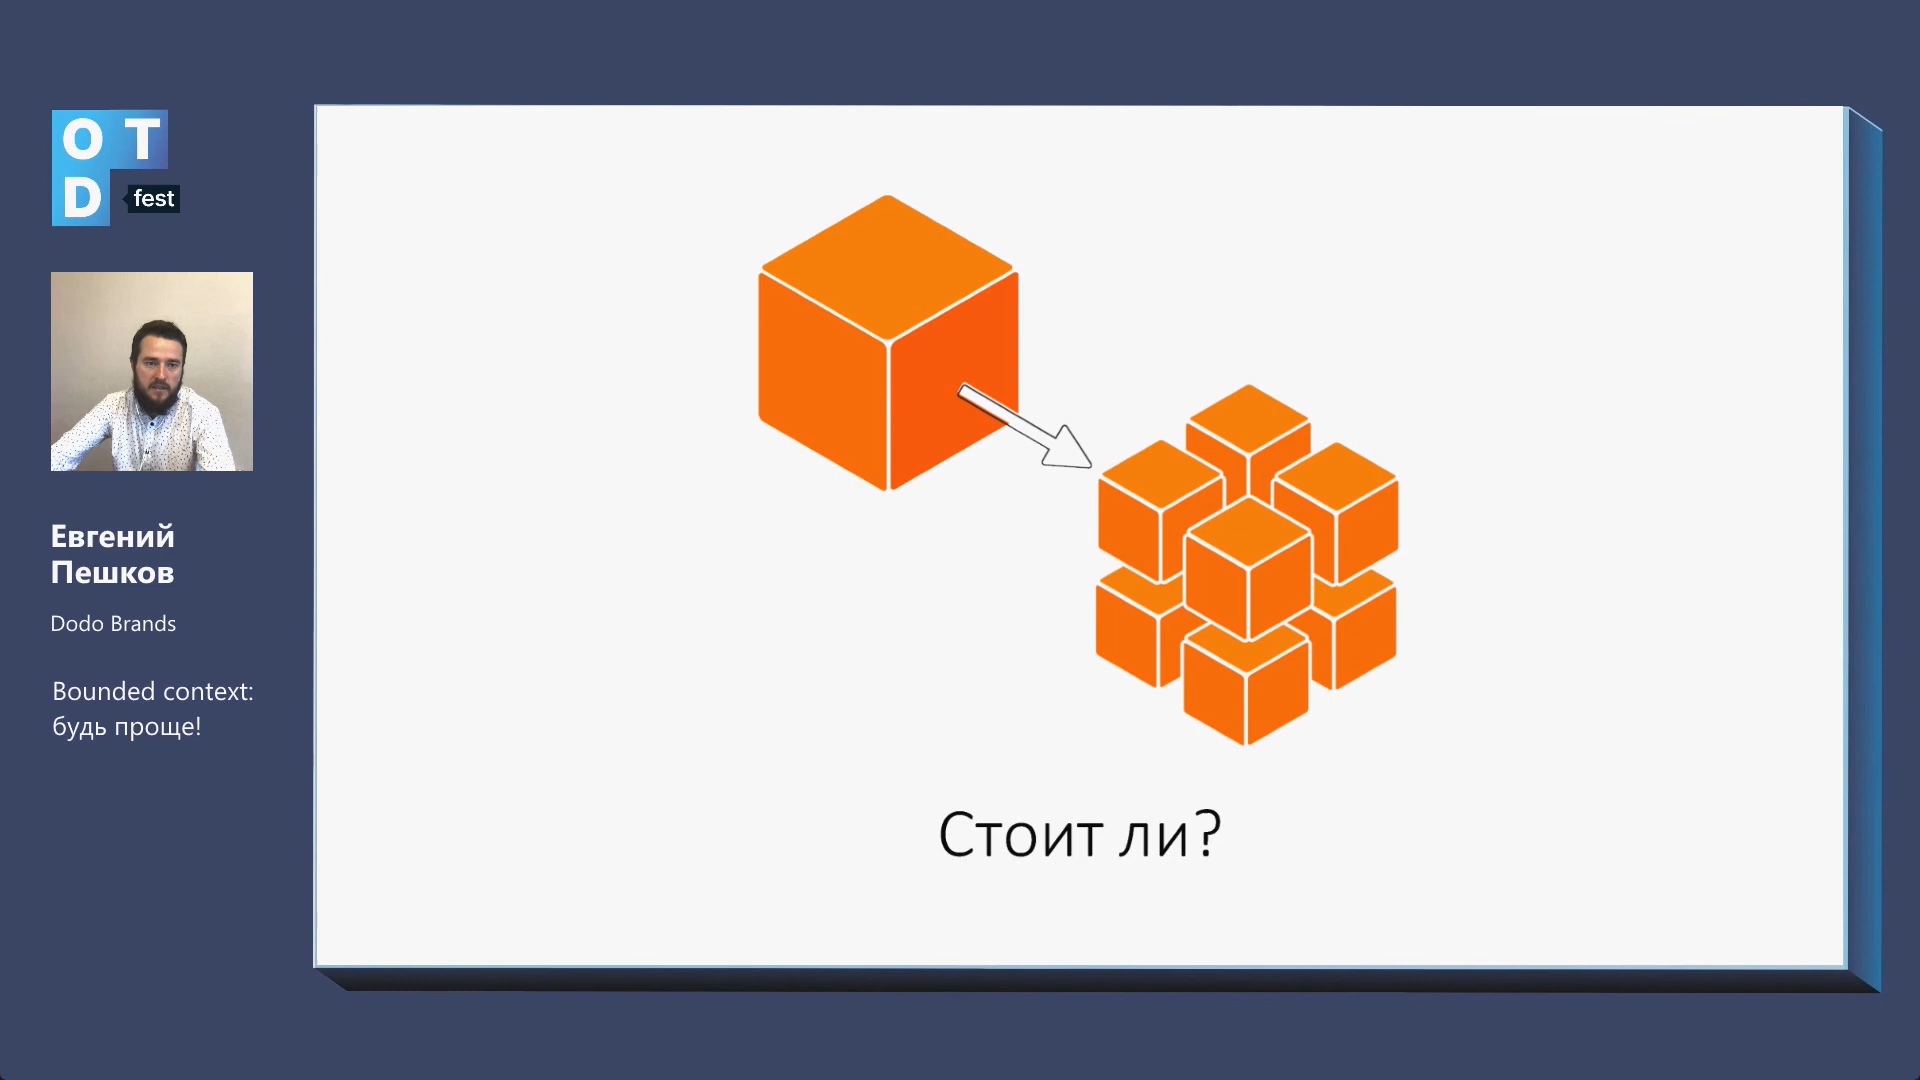 O T
D fest
Евгений
Пешков
Dodo Brands
Bounded context:
будь проще!
Стоит ли?